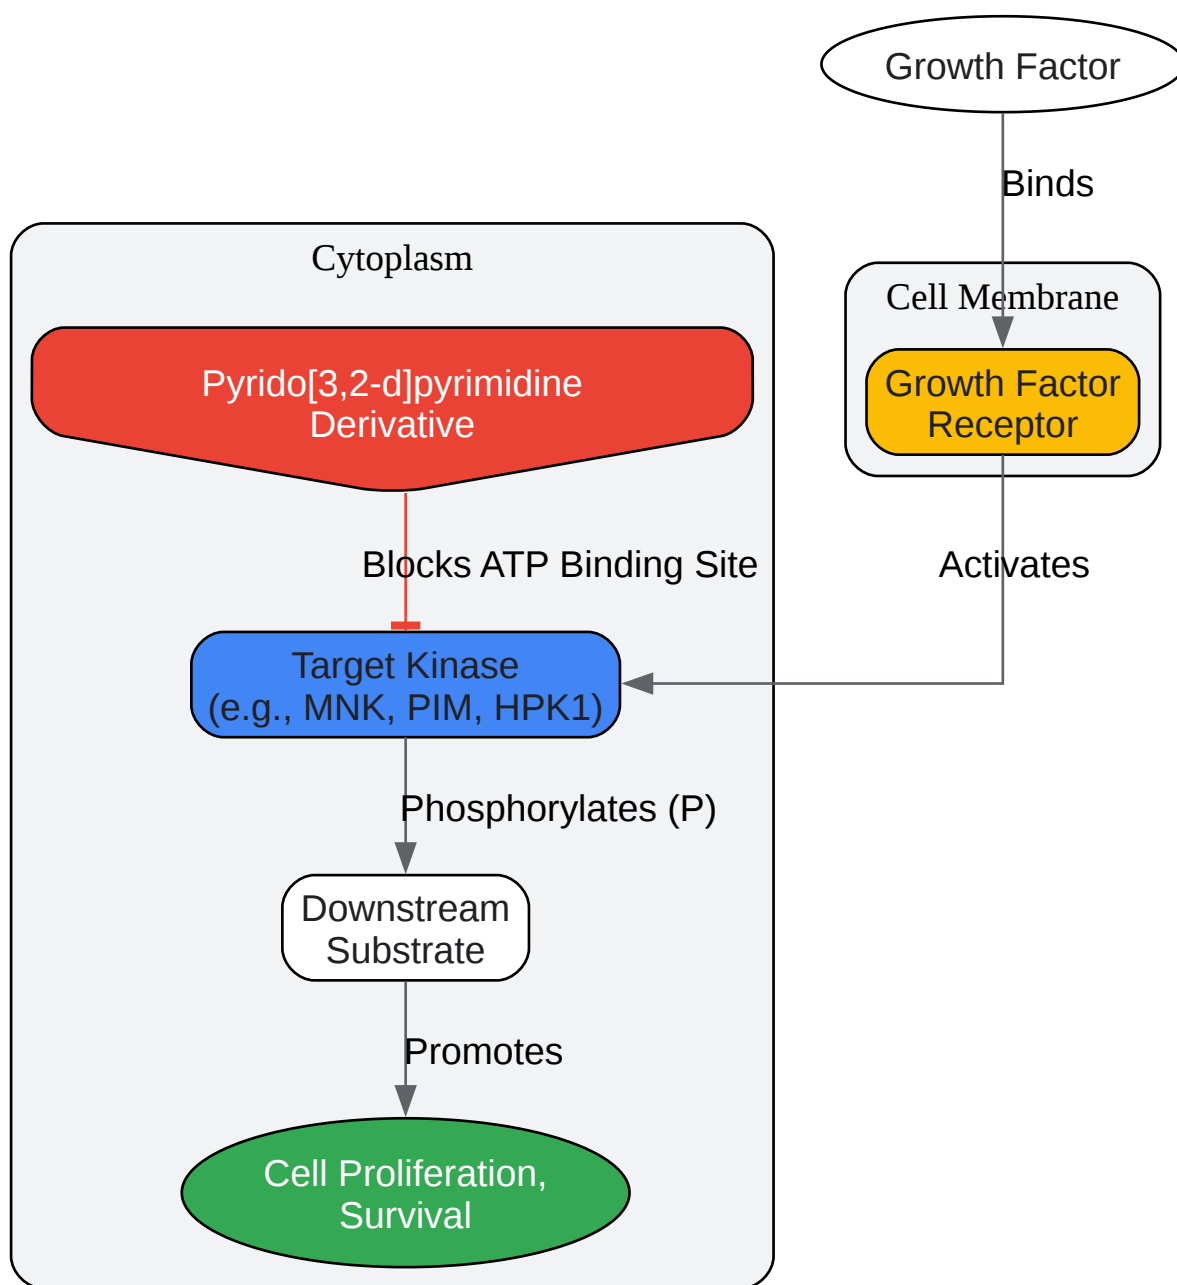 Growth Factor
Binds
Cytoplasm
Cell Membrane
Pyrido[3,2-d]pyrimidine
Derivative
Growth Factor
Receptor
Blocks ATP Binding Site
Activates
Target Kinase
(e.g., MNK, PIM, HPK1)
Phosphorylates (P)
Downstream
Substrate
Promotes
Cell Proliferation,
Survival